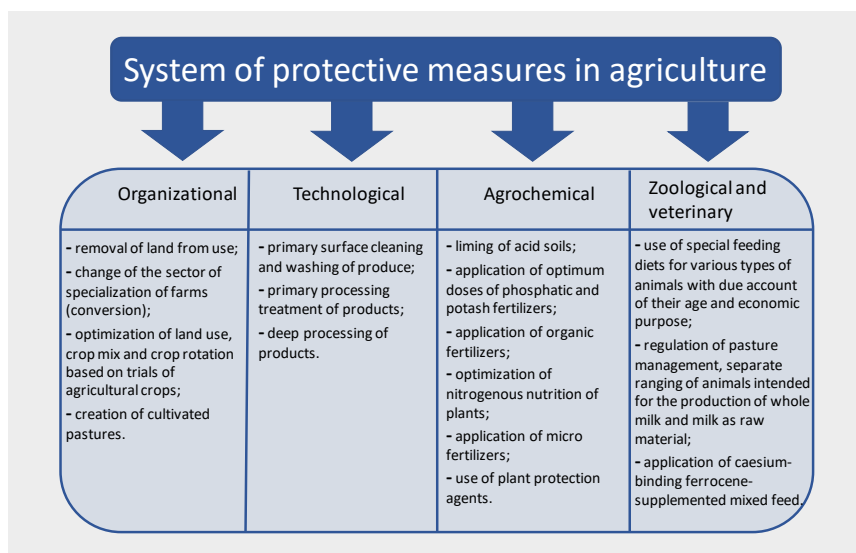 System of protective measures in agriculture
Organizational
- removal of land from use;
- change of the sector of
specialization of farms
(conversion);
- optimization of land use,
crop mix and crop rotation
based on trials of
agricultural crops;
- creation of cultivated
pastures.
Technological
- primary surface cleaning
and washing of produce;
- primary processing
treatment of products;
- deep processing of
products.
Agrochemical
- liming of acid soils;
- application of optimum
doses of phosphatic and
potash fertilizers;
- application of organic
fertilizers;
- optimization of
nitrogenous nutrition of
plants;
- application of micro
fertilizers;
- use of plant protection
agents.
Zoological and
veterinary
- use of special feeding
diets for various types of
animals with due account
of their age and economic
purpose;
- regulation of pasture
management, separate
ranging of animals intended
for the production of whole
milk and milk as raw
material;
- application of caesium-
binding ferrocene-
supplemented mixed feed.